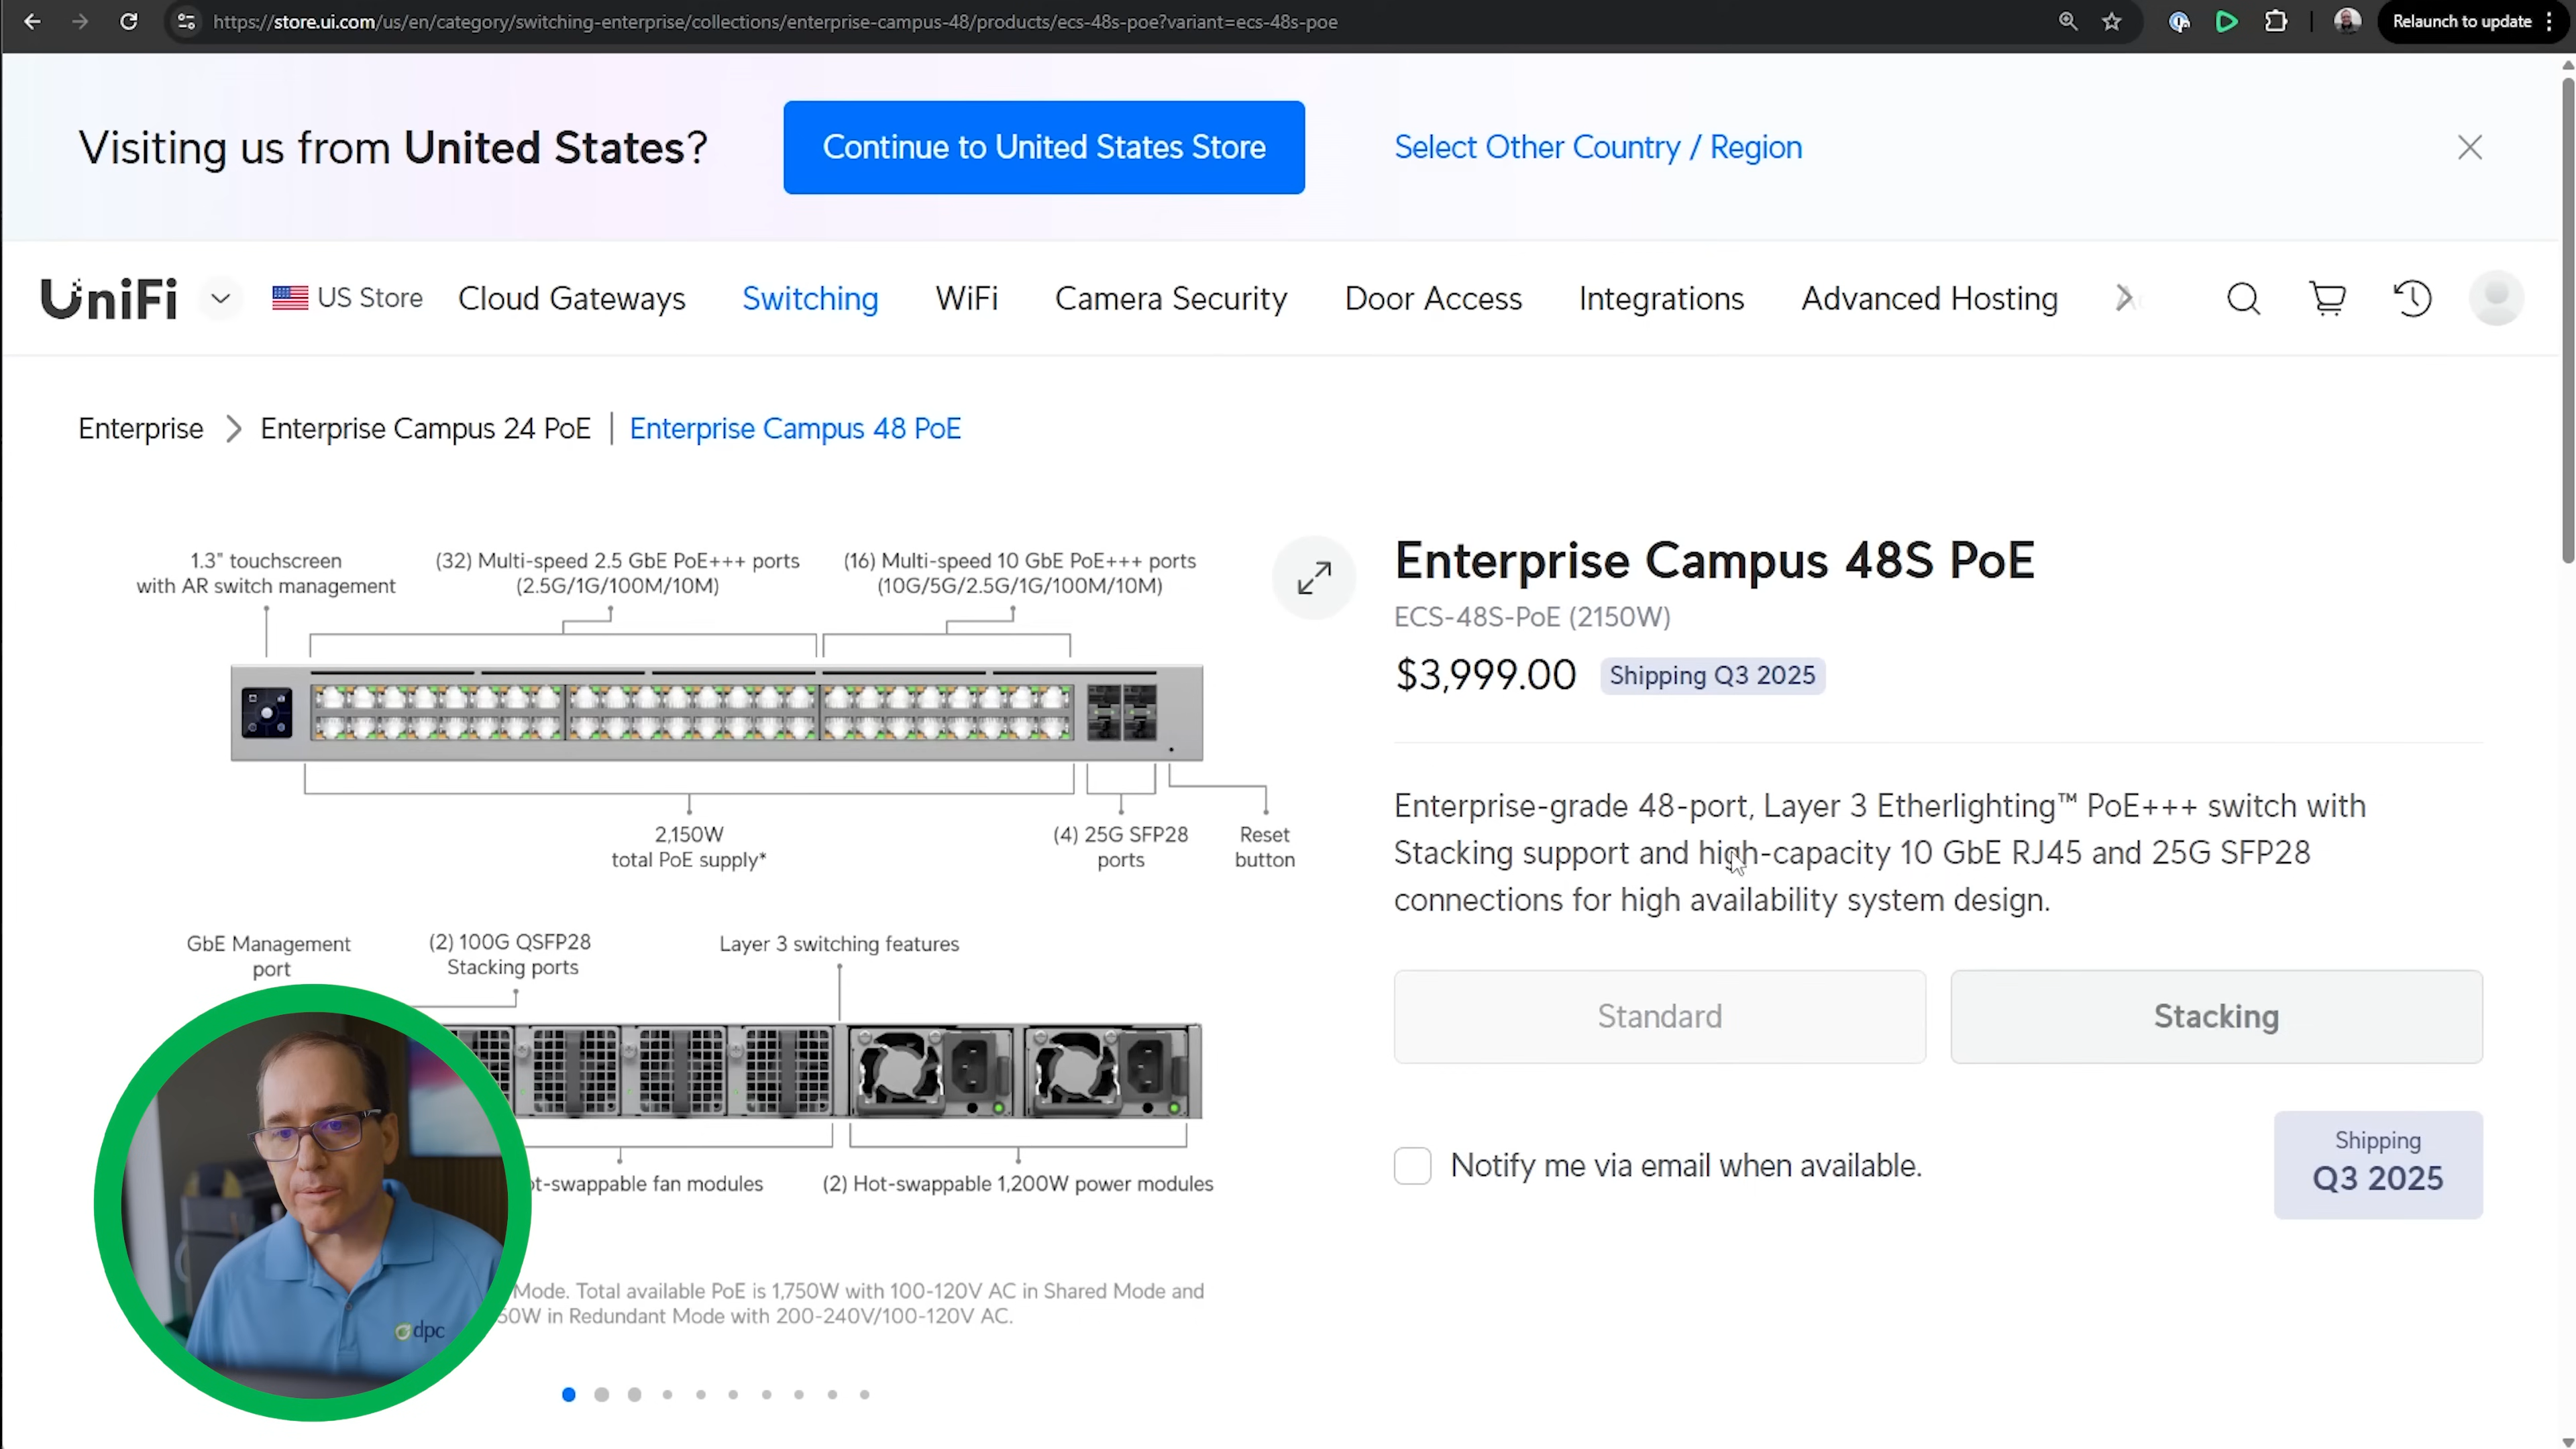 https://store.ui.com/us/en/category/switching-enterprise/collections/enterprise-campus-48/products/ecs-48s-poe?variant=ecs-48s-poe
Relaunch to update
Visiting us from United States?
Continue to United States Store
Select Other Country / Region
UniFi
US Store
Cloud Gateways
Switching
WiFi
Camera Security
Door Access
Integrations
Advanced Hosting
Enterprise
Enterprise Campus 24 PoE
Enterprise Campus 48 PoE
1.3" touchscreen
with AR switch management
(32) Multi-speed 2.5 GbE PoE+++ ports
(2.5G/1G/100M/10M)
(16) Multi-speed 10 GbE PoE+++ ports
(10G/5G/2.5G/1G/100M/10M)
2,150W
total PoE supply*
(4) 25G SFP28
ports
Reset
button
GbE Management
port
(2) 100G QSFP28
Stacking ports
Layer 3 switching features
ot-swappable fan modules
(2) Hot-swappable 1,200W power modules
Mode. Total available PoE is 1,750W with 100-120V AC in Shared Mode and
50W in Redundant Mode with 200-240V/100-120V AC.
dpc
Enterprise Campus 48S PoE
ECS-48S-PoE (2150W)
$3,999.00
Shipping Q3 2025
Enterprise-grade 48-port, Layer 3 Etherlighting™ PoE+++ switch with
Stacking support and high-capacity 10 GbE RJ45 and 25G SFP28
connections for high availability system design.
Standard
Stacking
Notify me via email when available.
Shipping
Q3 2025